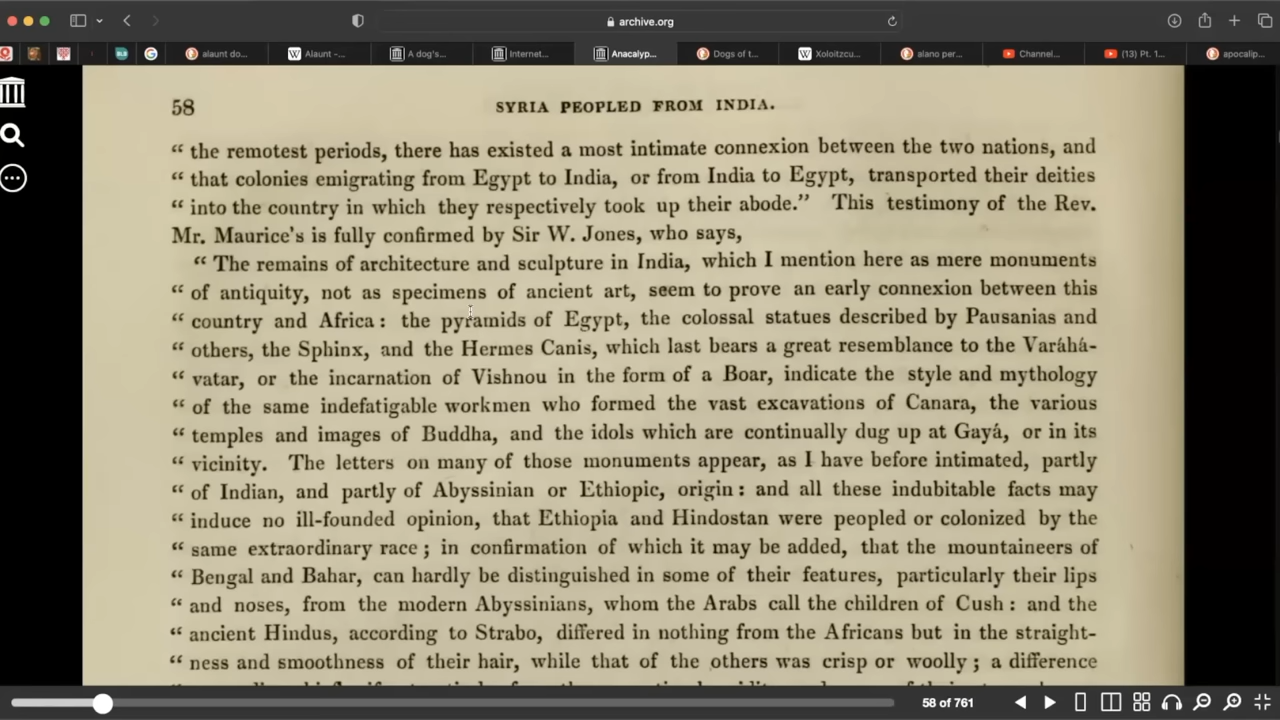 archive.org
alaunt do...
Alaunt -...
A dog's...
Internet...
Anacalyp...
Dogs of t...
Xoloitzcu...
alano per...
Channel...
(13) Pt. 1...
apocalip...
58 SYRIA PEOPLED FROM INDIA.
“ the remotest periods, there has existed a most intimate connexion between the two nations, and
“ that colonies emigrating from Egypt to India, or from India to Egypt, transported their deities
“ into the country in which they respectively took up their abode.” This testimony of the Rev.
Mr. Maurice's is fully confirmed by Sir W. Jones, who says,
“ The remains of architecture and sculpture in India, which I mention here as mere monuments
“ of antiquity, not as specimens of ancient art, seem to prove an early connexion between this
“ country and Africa : the pyramids of Egypt, the colossal statues described by Pausanias and
“ others, the Sphinx, and the Hermes Canis, which last bears a great resemblance to the Varáhá-
“ vatar, or the incarnation of Vishnou in the form of a Boar, indicate the style and mythology
“ of the same indefatigable workmen who formed the vast excavations of Canara, the various
“ temples and images of Buddha, and the idols which are continually dug up at Gayá, or in its
“ vicinity. The letters on many of those monuments appear, as I have before intimated, partly
“ of Indian, and partly of Abyssinian or Ethiopic, origin : and all these indubitable facts may
“ induce no ill-founded opinion, that Ethiopia and Hindostan were peopled or colonized by the
“ same extraordinary race ; in confirmation of which it may be added, that the mountaineers of
“ Bengal and Bahar, can hardly be distinguished in some of their features, particularly their lips
“ and noses, from the modern Abyssinians, whom the Arabs call the children of Cush : and the
“ ancient Hindus, according to Strabo, differed in nothing from the Africans but in the straight-
“ ness and smoothness of their hair, while that of the others was crisp or woolly ; a difference
58 of 761